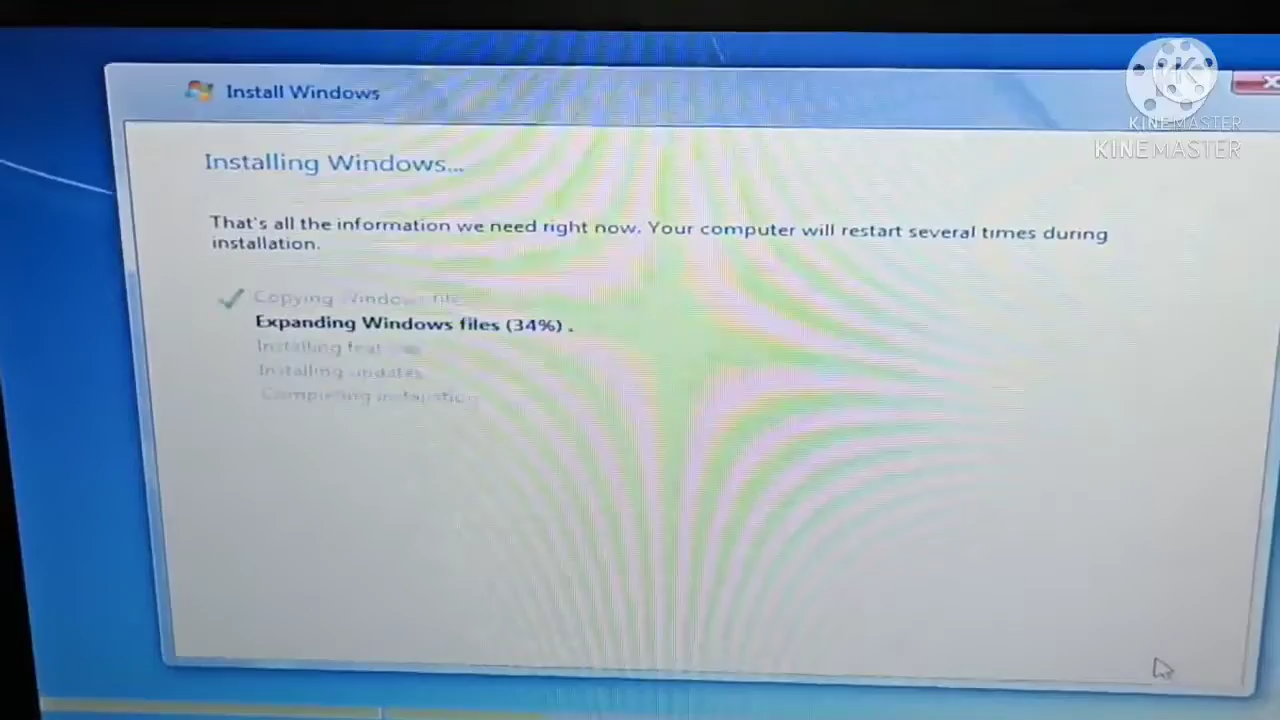 Install Windows
KINEMASTER
KINEMASTER
Installing Windows...
That's all the information we need right now. Your computer will restart several times during
installation.
Copying Windows files
Expanding Windows files (34%) .
Installing features
Installing updates
Completing installation